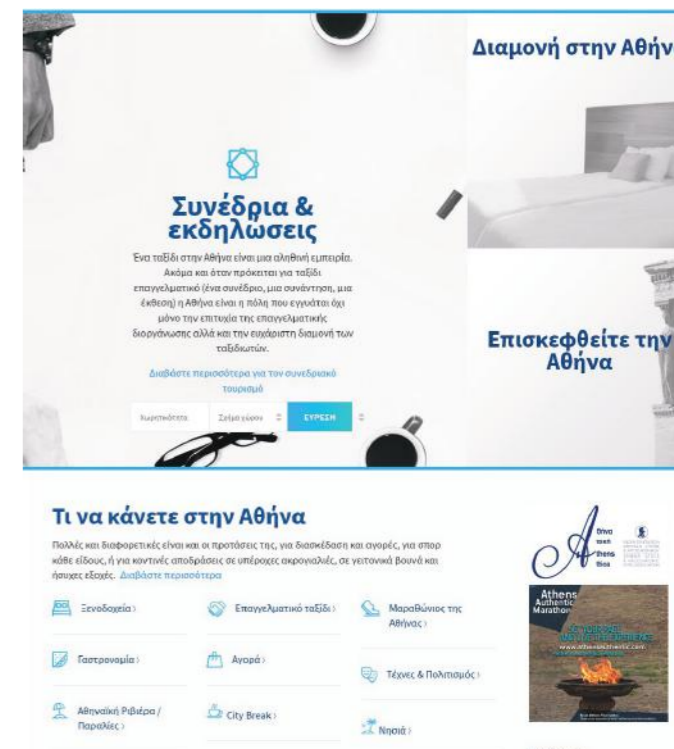 Διαμονή στην Αθήν
Συνέδρια &
εκδηλώσεις
Ένα ταξίδι στην Αθήνα είναι μια αληθινή εμπειρία.
Ακόμα και όταν πρόκειται για ταξίδι
επαγγελματικό (ένα συνέδριο, μια συνάντηση, μια
έκθεση) η Αθήνα είναι η πόλη που εγγυάται όχι
μόνο την επιτυχία της επαγγελματικής
διοργάνωσης αλλά και την ευχάριστη διαμονή των
ταξιδιωτών.
Διαβάστε περισσότερα για τον συνεδριακό
τουρισμό
Χωρητικότητα
Σχήμα χώρου
ΕΥΡΕΣΗ
Επισκεφθείτε την
Αθήνα
Τι να κάνετε στην Αθήνα
Πολλές και διαφορετικές είναι και οι προτάσεις της, για διασκέδαση και αγορές, για σπορ
κάθε είδους, ή για κοντινές αποδράσεις σε υπέροχες ακρογιαλιές, σε γειτονικά βουνά και
ήσυχες εξοχές. Διαβάστε περισσότερα
Ξενοδοχεία ›
Επαγγελματικό ταξίδι ›
Μαραθώνιος της
Αθήνας ›
Γαστρονομία ›
Αγορά ›
Τέχνες & Πολιτισμός ›
Αθηναϊκή Ριβιέρα /
Παραλίες ›
City Break ›
Νησιά ›
Athens
Authentic
Marathon